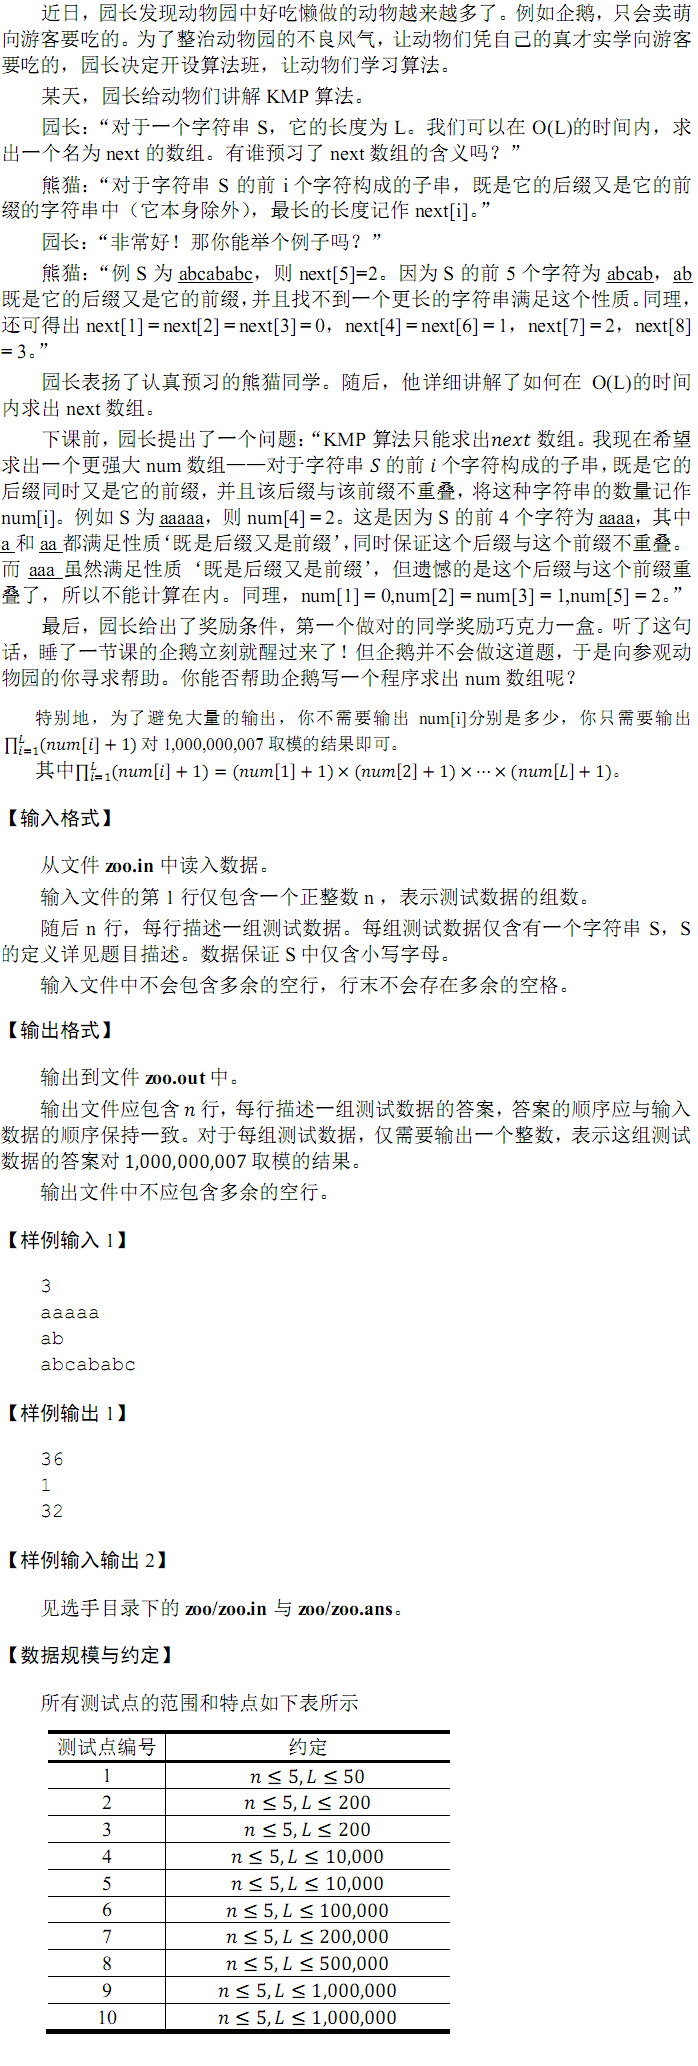 近日，园长发现动物园中好吃懒做的动物越来越多了。例如企鹅，只会卖萌
向游客要吃的。为了整治动物园的不良风气，让动物们凭自己的真才实学向游客
要吃的，园长决定开设算法班，让动物们学习算法。
某天，园长给动物们讲解 KMP 算法。
园长：“对于一个字符串 S，它的长度为 L。我们可以在 O(L)的时间内，求
出一个名为 next 的数组。有谁预习了 next 数组的含义吗？”
熊猫：“对于字符串 S 的前 i 个字符构成的子串，既是它的后缀又是它的前
缀的字符串中（它本身除外），最长的长度记作 next[i]。”
园长：“非常好！那你能举个例子吗？”
熊猫：“例 S 为 abcababc，则 next[5]=2。因为 S 的前 5 个字符为 abcab，ab
既是它的后缀又是它的前缀，并且找不到一个更长的字符串满足这个性质。同理，
还可得出 next[1] = next[2] = next[3] = 0，next[4] = next[6] = 1，next[7] = 2，next[8]
= 3。”
园长表扬了认真预习的熊猫同学。随后，他详细讲解了如何在 O(L)的时间
内求出 next 数组。
下课前，园长提出了一个问题：“KMP 算法只能求出next 数组。我现在希望
求出一个更强大 num 数组——对于字符串 S 的前 i 个字符构成的子串，既是它的
后缀同时又是它的前缀，并且该后缀与该前缀不重叠，将这种字符串的数量记作
num[i]。例如 S 为 aaaaa，则 num[4] = 2。这是因为 S 的前 4 个字符为 aaaa，其中
a 和 aa 都满足性质‘既是后缀又是前缀’，同时保证这个后缀与这个前缀不重叠。
而 aaa 虽然满足性质‘既是后缀又是前缀’，但遗憾的是这个后缀与这个前缀重
叠了，所以不能计算在内。同理，num[1] = 0,num[2] = num[3] = 1,num[5] = 2。”
最后，园长给出了奖励条件，第一个做对的同学奖励巧克力一盒。听了这句
话，睡了一节课的企鹅立刻就醒过来了！但企鹅并不会做这道题，于是向参观动
物园的你寻求帮助。你能否帮助企鹅写一个程序求出 num 数组呢？
特别地，为了避免大量的输出，你不需要输出 num[i]分别是多少，你只需要输出
∏_{i=1}^{L}(num[i] + 1) 对 1,000,000,007 取模的结果即可。
其中∏_{i=1}^{L}(num[i] + 1) = (num[1] + 1) × (num[2] + 1) × ⋯ × (num[L] + 1)。
【输入格式】
从文件 zoo.in 中读入数据。
输入文件的第 1 行仅包含一个正整数 n ，表示测试数据的组数。
随后 n 行，每行描述一组测试数据。每组测试数据仅含有一个字符串 S，S
的定义详见题目描述。数据保证 S 中仅含小写字母。
输入文件中不会包含多余的空行，行末不会存在多余的空格。
【输出格式】
输出到文件 zoo.out 中。
输出文件应包含 n 行，每行描述一组测试数据的答案，答案的顺序应与输入
数据的顺序保持一致。对于每组测试数据，仅需要输出一个整数，表示这组测试
数据的答案对 1,000,000,007 取模的结果。
输出文件中不应包含多余的空行。
【样例输入 1】
3
aaaaa
ab
abcababc
【样例输出 1】
36
1
32
【样例输入输出 2】
见选手目录下的 zoo/zoo.in 与 zoo/zoo.ans。
【数据规模与约定】
所有测试点的范围和特点如下表所示
测试点编号 约定
1 n ≤ 5, L ≤ 50
2 n ≤ 5, L ≤ 200
3 n ≤ 5, L ≤ 200
4 n ≤ 5, L ≤ 10,000
5 n ≤ 5, L ≤ 10,000
6 n ≤ 5, L ≤ 100,000
7 n ≤ 5, L ≤ 200,000
8 n ≤ 5, L ≤ 500,000
9 n ≤ 5, L ≤ 1,000,000
10 n ≤ 5, L ≤ 1,000,000